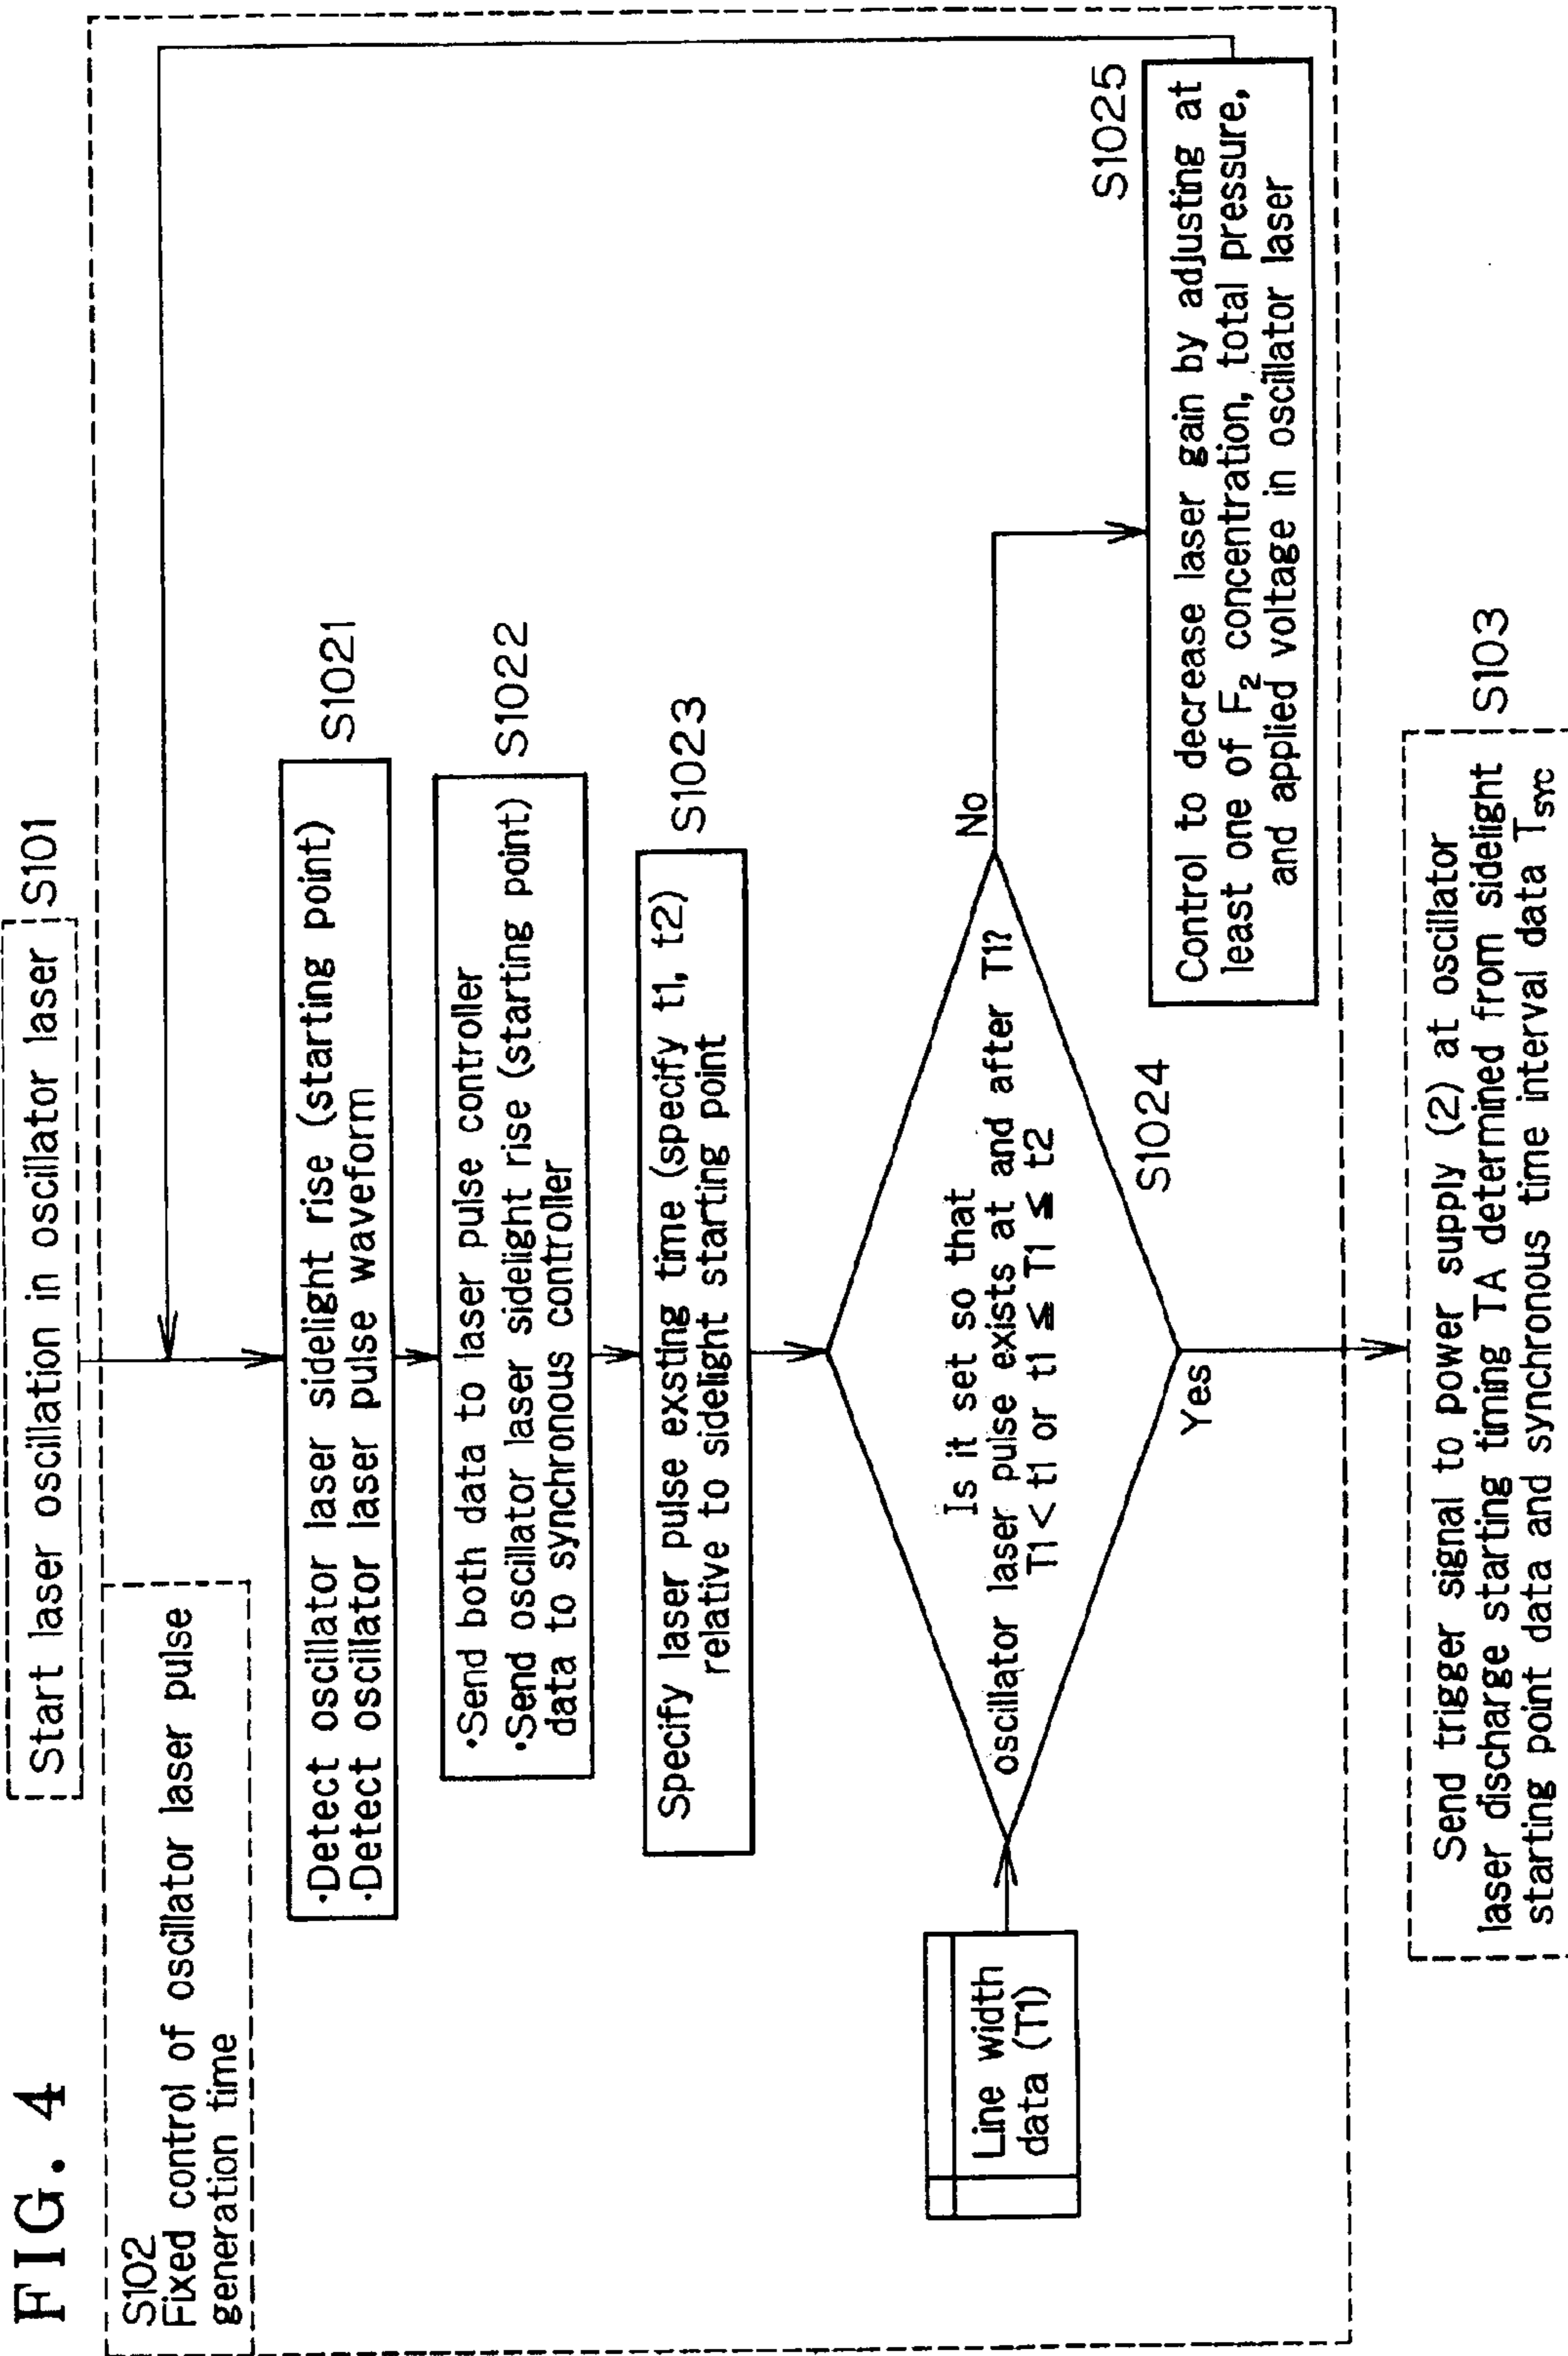 FIG. 4
Start laser oscillation in oscillator laser
S101
S102
Fixed control of oscillator laser pulse
generation time
·Detect oscillator laser sidelight rise (starting point)
·Detect oscillator laser pulse waveform
S1021
·Send both data to laser pulse controller
·Send oscillator laser sidelight rise (starting point)
data to synchronous controller
S1022
Specify laser pulse exsting time (specify t1, t2)
relative to sidelight starting point
S1023
Line width
data (T1)
Is it set so that
oscillator laser pulse exists at and after T1?
T1 < t1 or t1 ≦ T1 ≦ t2
S1024
No
Yes
S1025
Control to decrease laser gain by adjusting at
least one of F₂ concentration, total pressure,
and applied voltage in oscillator laser
Send trigger signal to power supply (2) at oscillator
laser discharge starting timing TA determined from sidelight
starting point data and synchronous time interval data TSYC
S103